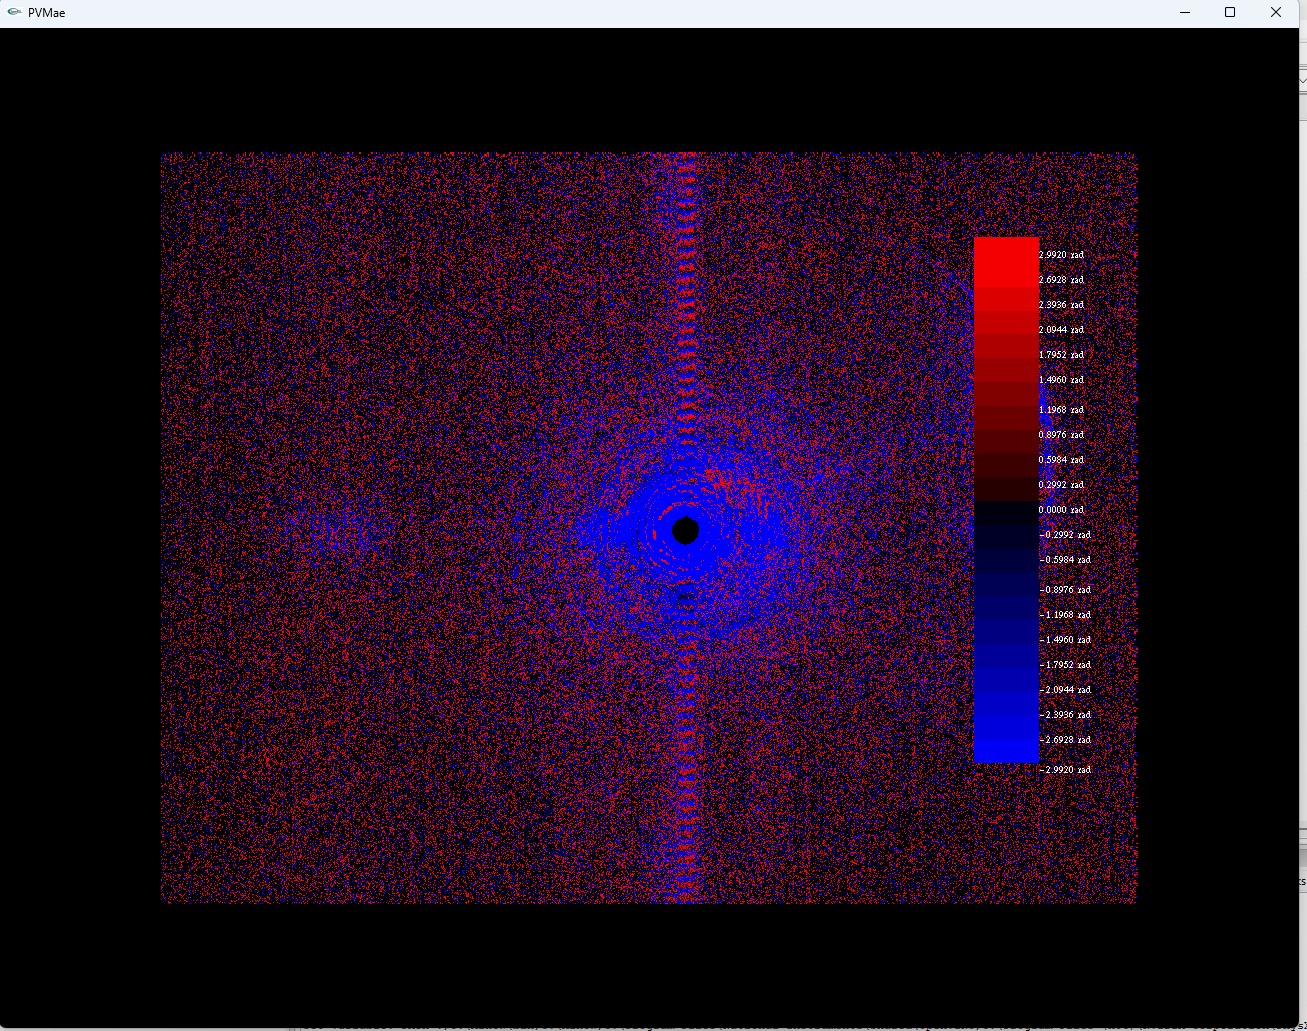 PVMae
2.9920 rad
2.6928 rad
2.3936 rad
2.0944 rad
1.7952 rad
1.4960 rad
1.1968 rad
0.8976 rad
0.5984 rad
0.2992 rad
0.0000 rad
-0.2992 rad
-0.5984 rad
-0.8976 rad
-1.1968 rad
-1.4960 rad
-1.7952 rad
-2.0944 rad
-2.3936 rad
-2.6928 rad
-2.9920 rad